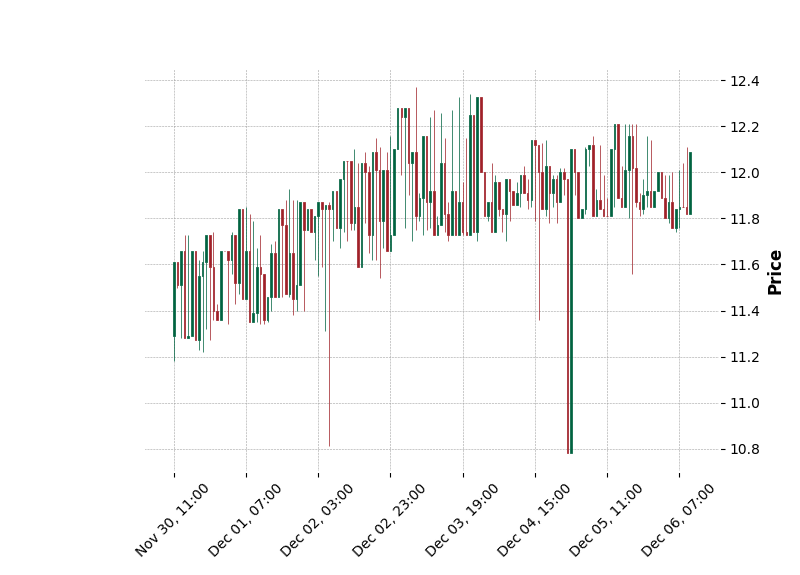 12.4
12.2
12.0
11.8
11.6
11.4
11.2
11.0
10.8
Price
Nov 30, 11:00
Dec 01, 07:00
Dec 02, 03:00
Dec 02, 23:00
Dec 03, 19:00
Dec 04, 15:00
Dec 05, 11:00
Dec 06, 07:00